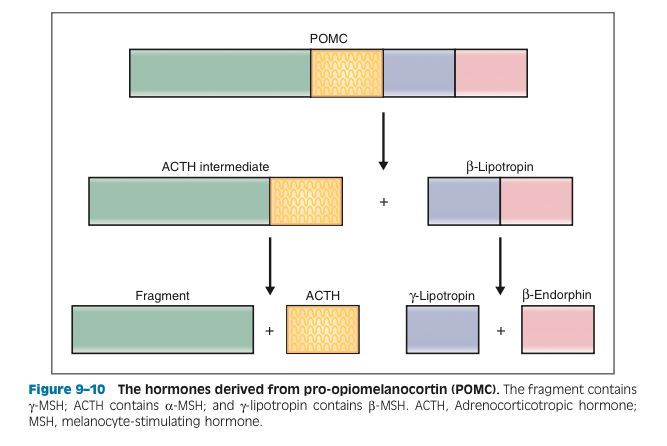 POMC
ACTH intermediate
β-Lipotropin
+
Fragment
ACTH
γ-Lipotropin
β-Endorphin
+
+
Figure 9–10 The hormones derived from pro-opiomelanocortin (POMC). The fragment contains
γ-MSH; ACTH contains α-MSH; and γ-lipotropin contains β-MSH. ACTH, Adrenocorticotropic hormone;
MSH, melanocyte-stimulating hormone.